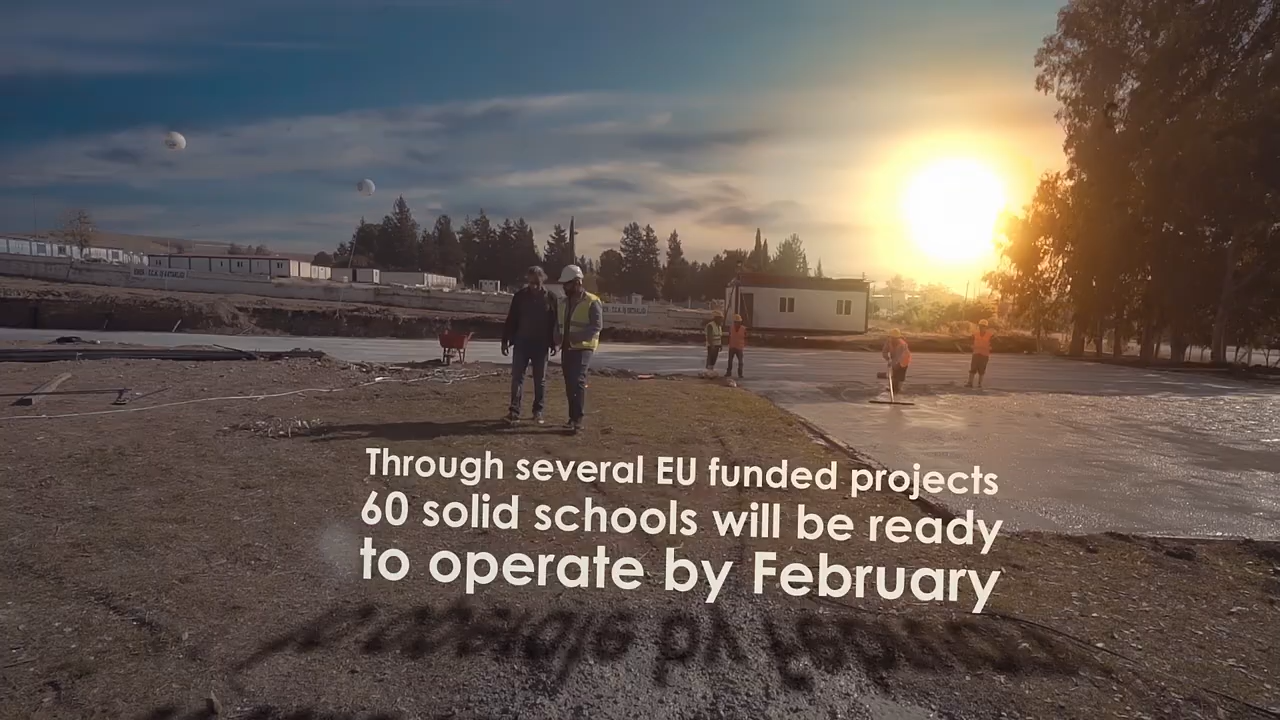 Through several EU funded projects
60 solid schools will be ready
to operate by February